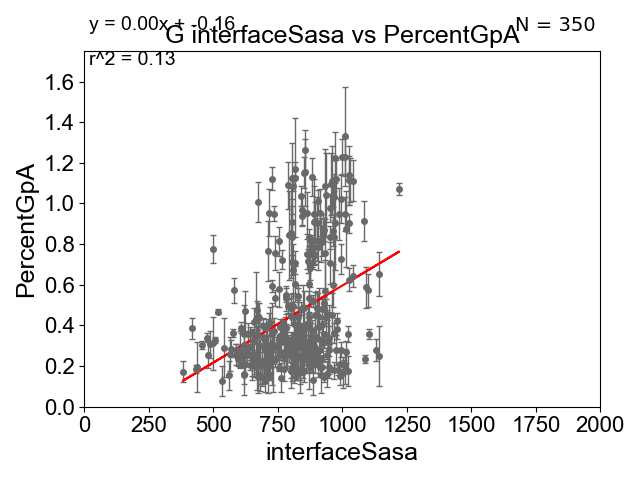 y = 0.00x + -0.16
N = 350
G interfaceSasa vs PercentGpA
r^2 = 0.13
PercentGpA
1.6
1.4
1.2
1.0
0.8
0.6
0.4
0.2
0.0
0 250 500 750 1000 1250 1500 1750 2000
interfaceSasa